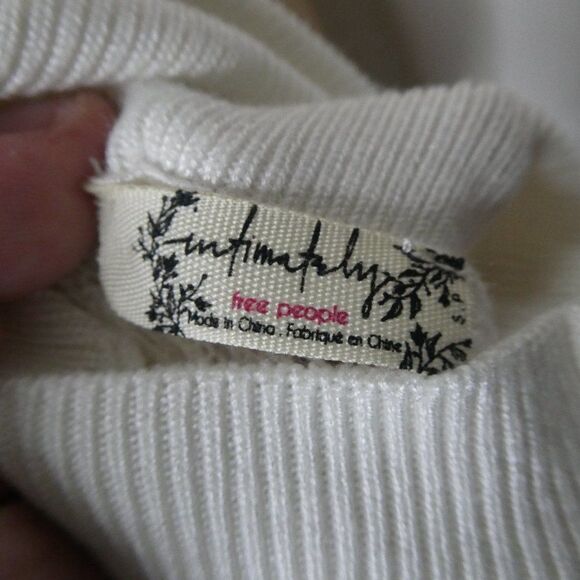 intimately
free people
Made in China . Fabriqué en Chine
S P